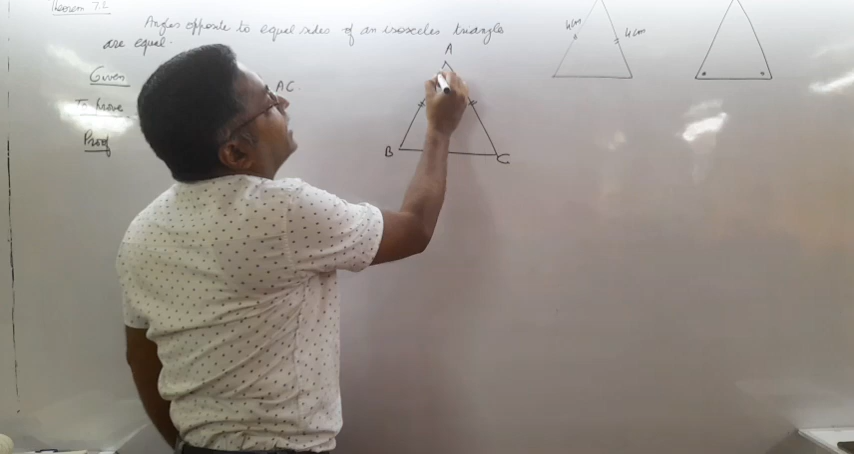 Theorem 7.2
Angles opposite to equal sides of an isosceles triangle
are equal.
Given
AC.
To Prove
Proof
A
B
C
4cm
4cm